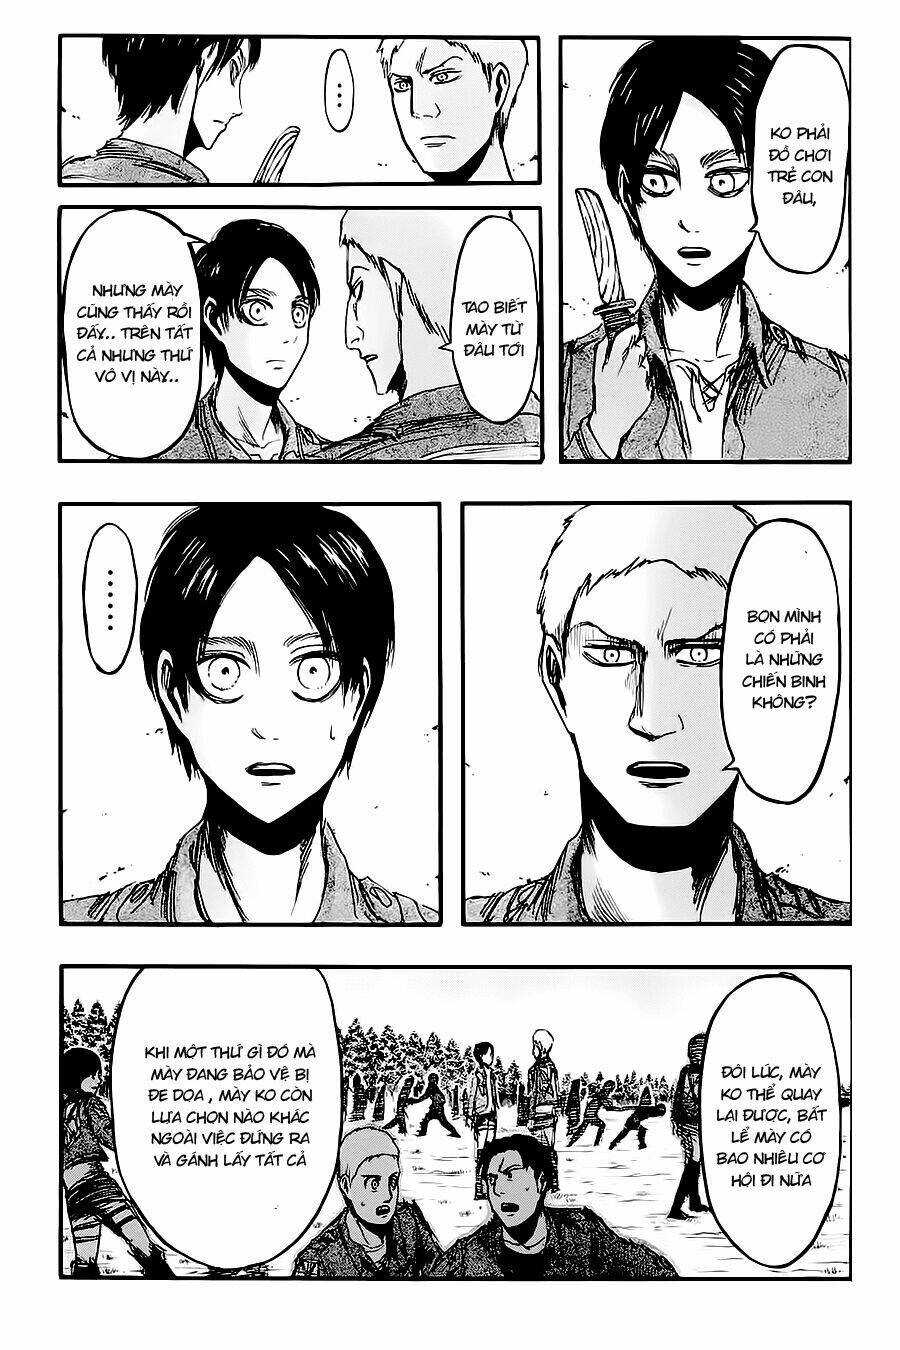 KO PHẢI
ĐỒ CHƠI
TRẺ CON
ĐÂU,
...
TAO BIẾT
MÀY TỪ
ĐÂU TỚI
NHƯNG MÀY
CŨNG THẤY RỒI
ĐẤY.. TRÊN TẤT
CẢ NHƯNG THỨ
VÔ VỊ NÀY..
BỌN MÌNH
CÓ PHẢI
LÀ NHỮNG
CHIẾN BINH
KHÔNG?
......
ĐÔI LÚC, MÀY
KO THỂ QUAY
LẠI ĐƯỢC, BẤT
LỂ MÀY CÓ
BAO NHIÊU CƠ
HỘI ĐI NỮA
KHI MỘT THỨ GÌ ĐÓ MÀ
MÀY ĐANG BẢO VỆ BỊ
ĐE DỌA , MÀY KO CÒN
LỰA CHỌN NÀO KHÁC
NGOÀI VIỆC ĐỨNG RA
VÀ GÁNH LẤY TẤT CẢ